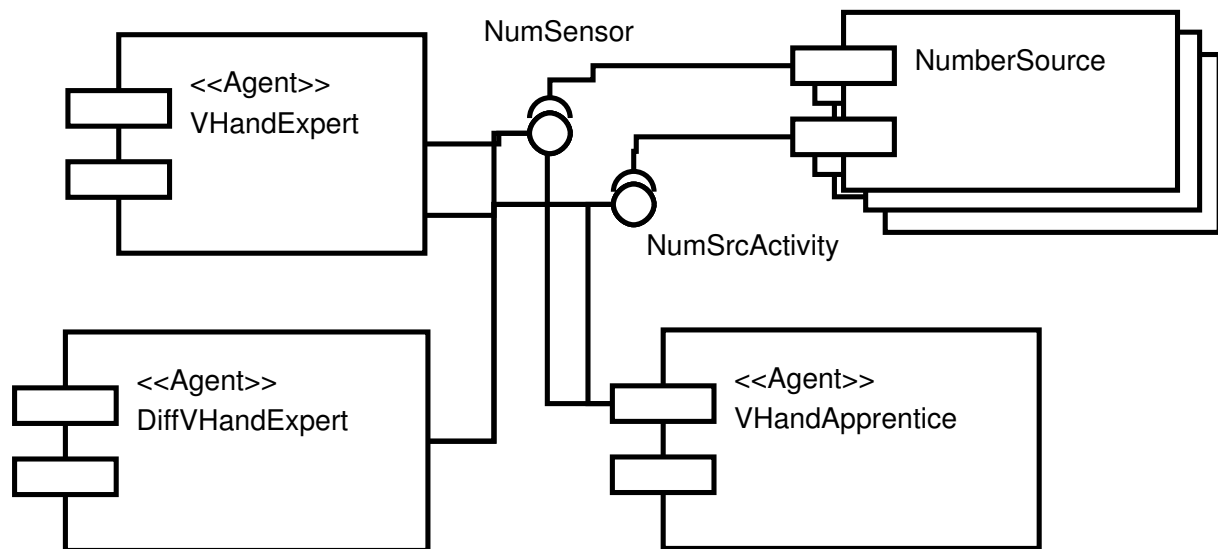 NumSensor
NumberSource
<<Agent>>
VHandExpert
NumSrcActivity
<<Agent>>
DiffVHandExpert
<<Agent>>
VHandApprentice